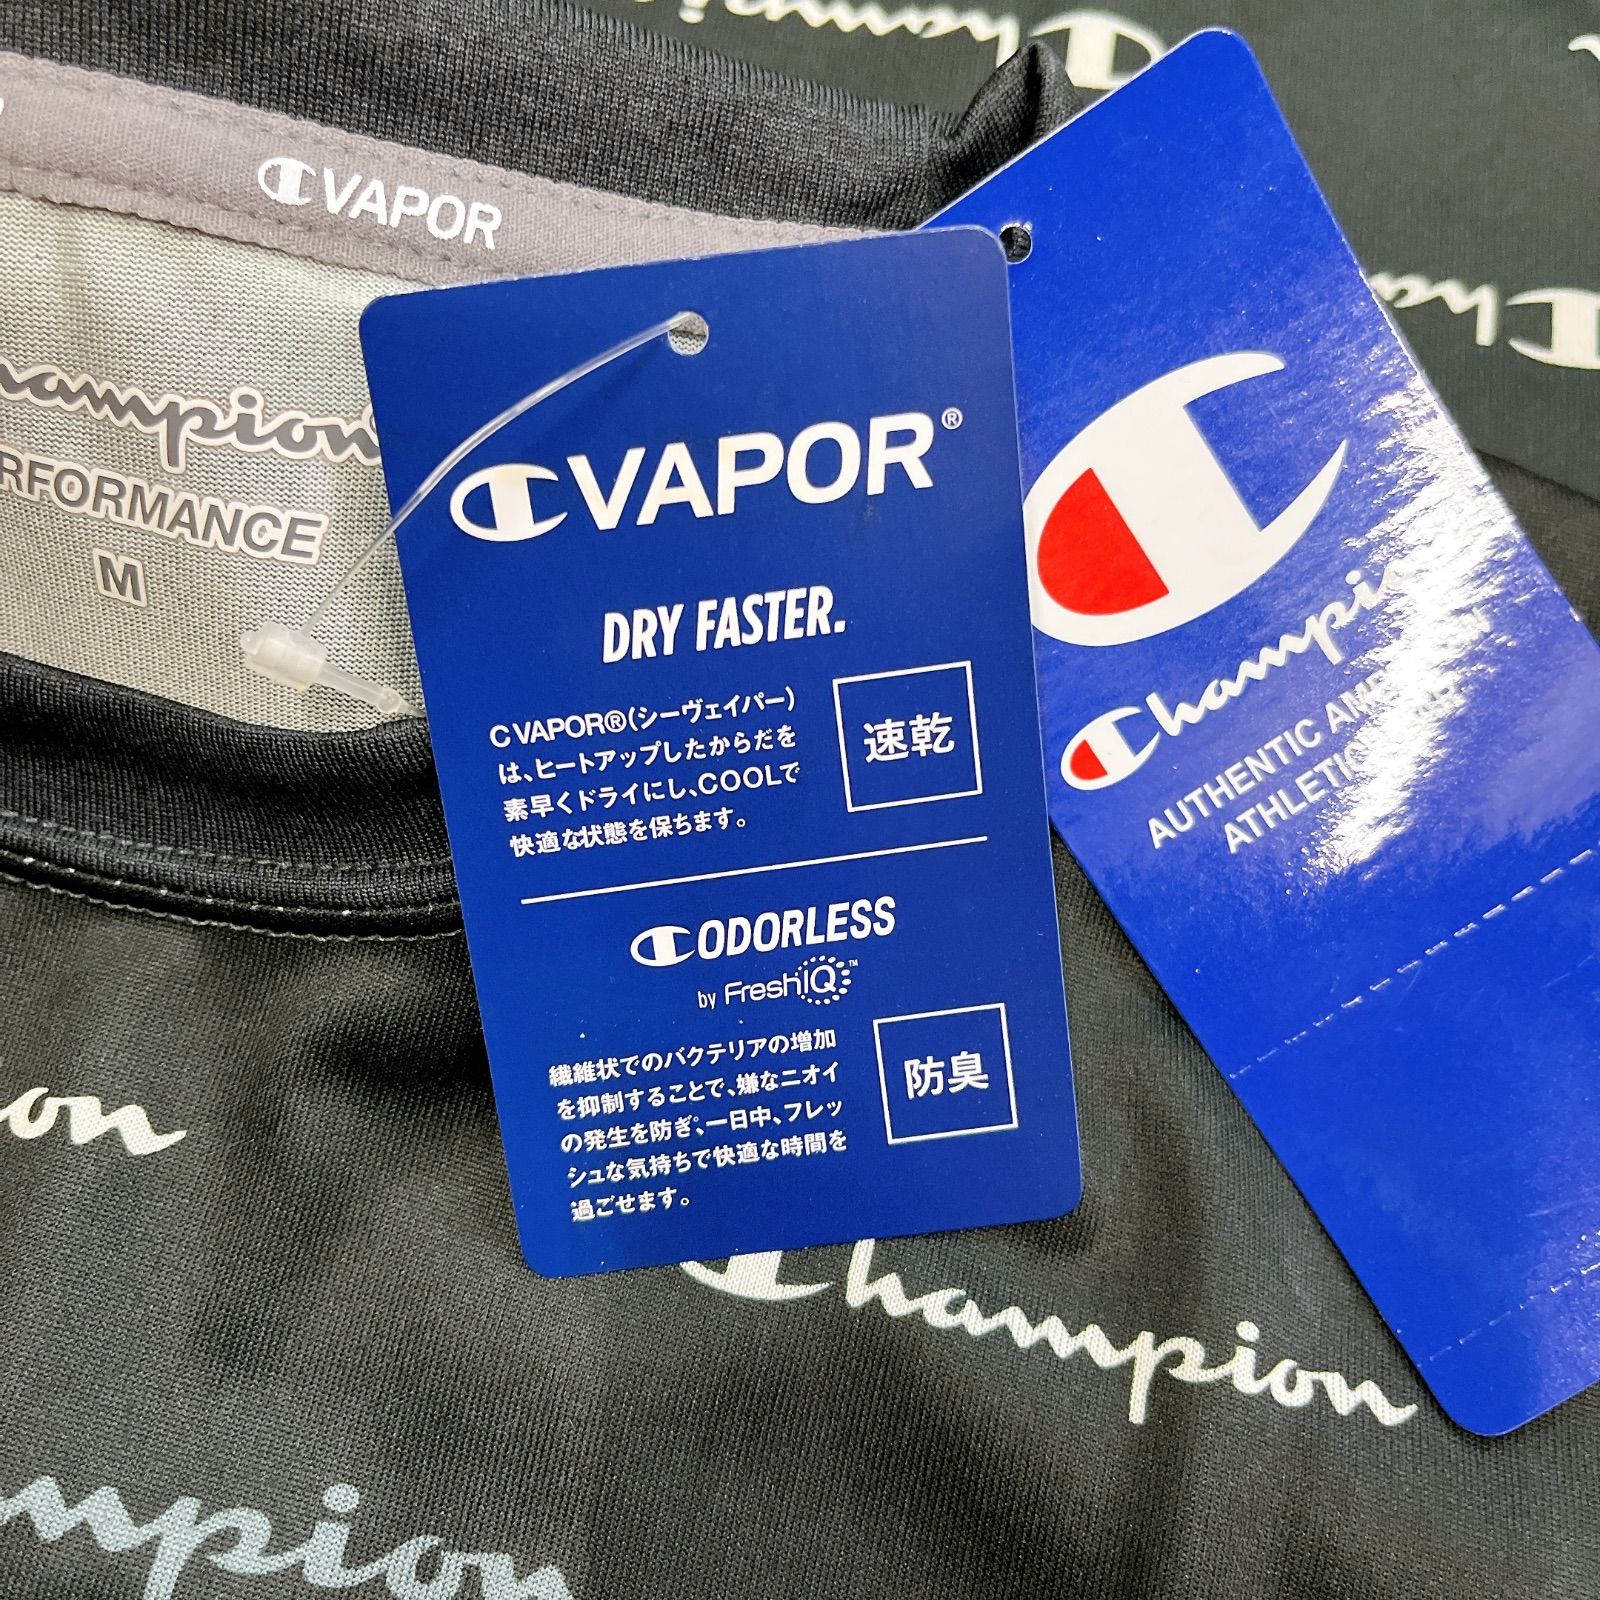 VAPOR
Champion
PERFORMANCE
M
VAPOR®
DRY FASTER.
C VAPOR®(シーヴェイパー)
は、ヒートアップしたからだを
素早くドライにし、COOLで
快適な状態を保ちます。
速乾
ODORLESS
by FreshIQ™
繊維状でのバクテリアの増加
を抑制することで、嫌なニオイ
の発生を防ぎ、一日中、フレッ
シュな気持ちで快適な時間を
過ごせます。
防臭
Champion
AUTHENTIC AMERICAN
ATHLETIC
Champion
Champion
Champion